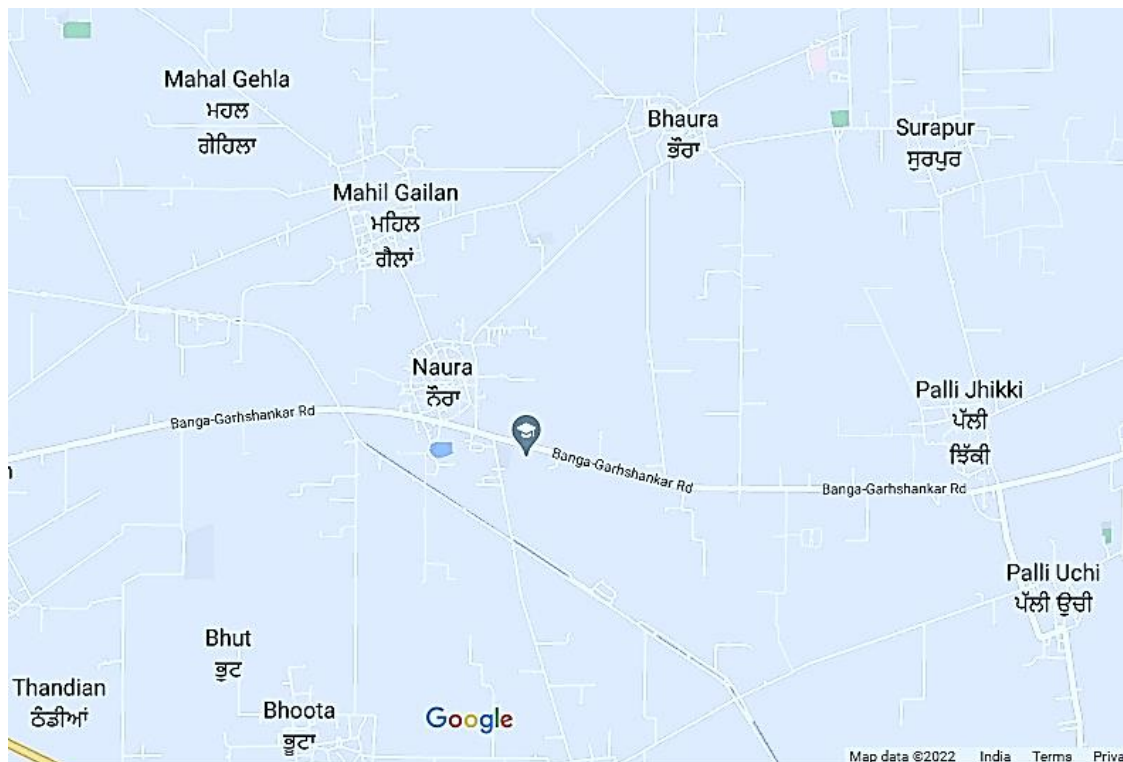 Mahal Gehla
ਮਹਲ
ਗੇਹਿਲਾ
Bhaura
ਭੌਰਾ
Surapur
ਸੁਰਪੁਰ
Mahil Gailan
ਮਹਿਲ
ਗੈਲਾਂ
Naura
ਨੌਰਾ
Palli Jhikki
ਪੱਲੀ
ਝਿੱਕੀ
Banga-Garhshankar Rd
Banga-Garhshankar Rd
Banga-Garhshankar Rd
Palli Uchi
ਪੱਲੀ ਉਚੀ
Bhut
ਭੂਟ
Thandian
ਠੰਡੀਆਂ
Bhoota
ਭੂਟਾ
Google
Map data ©2022 India Terms